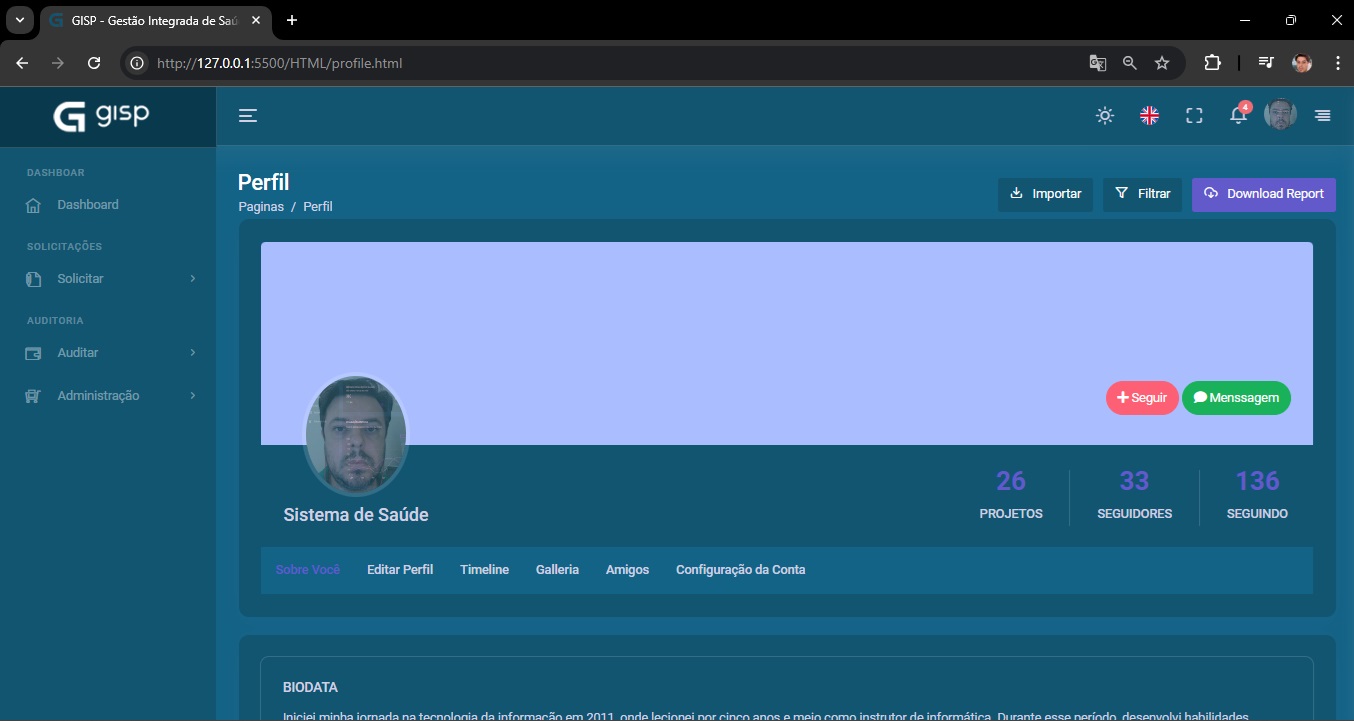 GISP - Gestão Integrada de Saú
http://127.0.0.1:5500/HTML/profile.html
G gisp
4
DASHBOAR
Dashboard
SOLICITAÇÕES
Solicitar
AUDITORIA
Auditar
Administração
Perfil
Paginas / Perfil
Importar
Filtrar
Download Report
Seguir
Menssagem
Sistema de Saúde
26
PROJETOS
33
SEGUIDORES
136
SEGUINDO
Sobre Você
Editar Perfil
Timeline
Galleria
Amigos
Configuração da Conta
BIODATA
Iniciei minha jornada na tecnologia da informação em 2011, onde lecionei por cinco anos e meio como instrutor de informática. Durante esse período, desenvolvi habilidades